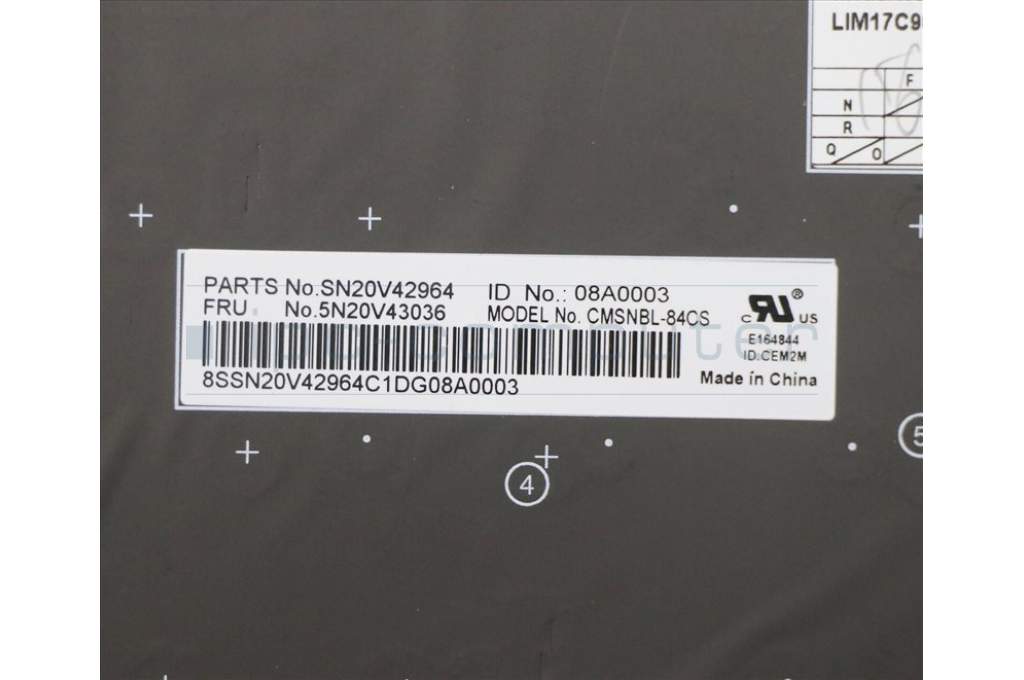 LIM17C9
F
N
R
Q O
PARTS No.SN20V42964 ID No.: 08A0003
FRU No.5N20V43036 MODEL No. CMSNBL-84CS
c RU ® US
E164844
ID:CEM2M
8SSN20V42964C1DG08A0003
Made in China
4
5